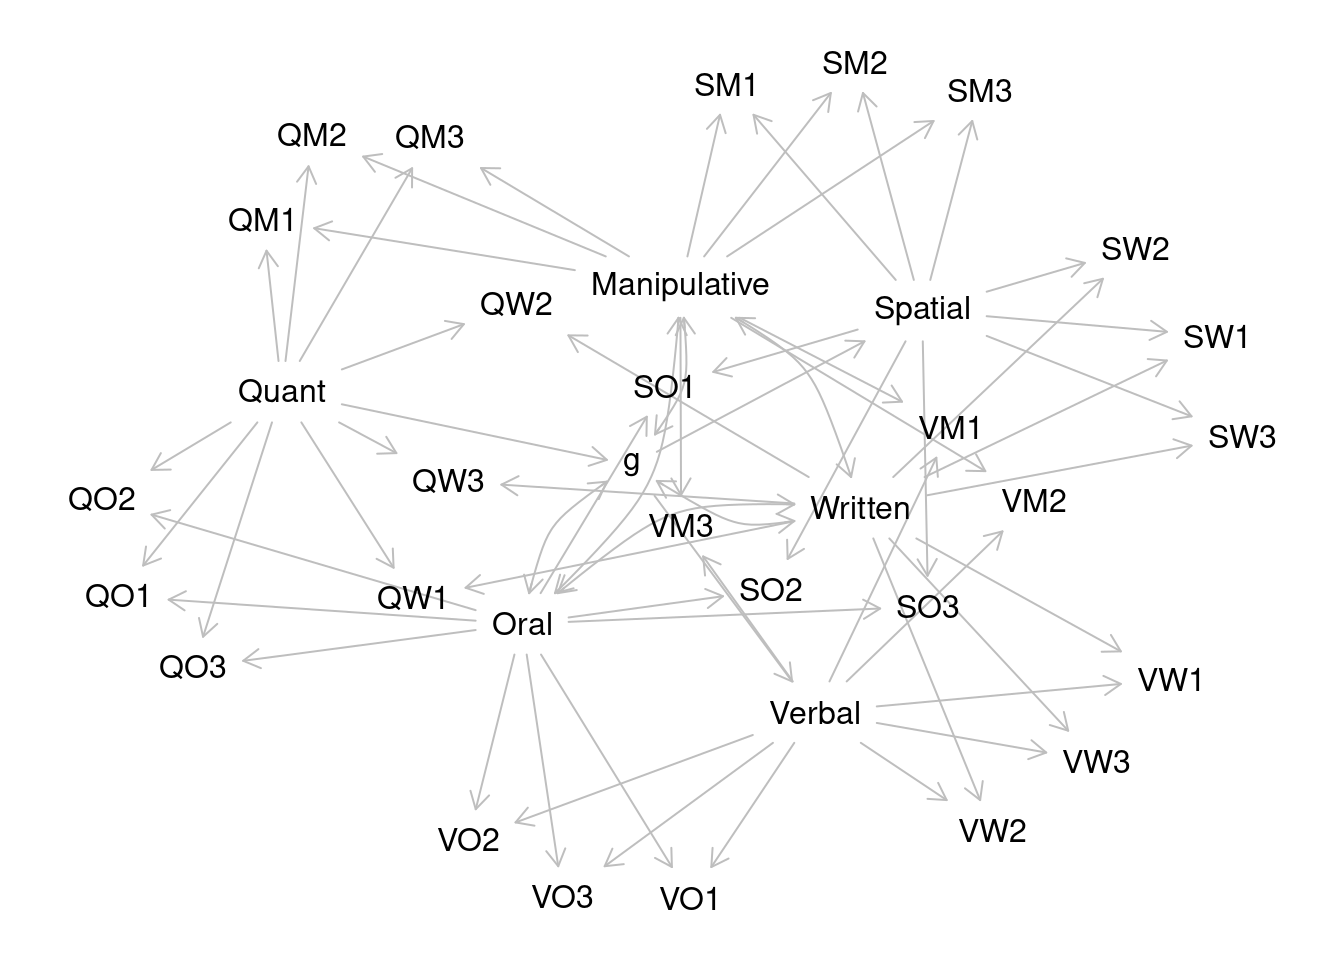 SM2
SM1
SM3
QM2
QM3
QM1
SW2
Manipulative
QW2
Spatial
SW1
SO1
Quant
VM1
SW3
g
QW3
QO2
VM2
Written
VM3
SO2
QO1
QW1
SO3
Oral
QO3
VW1
Verbal
VW3
VW2
VO2
VO3
VO1